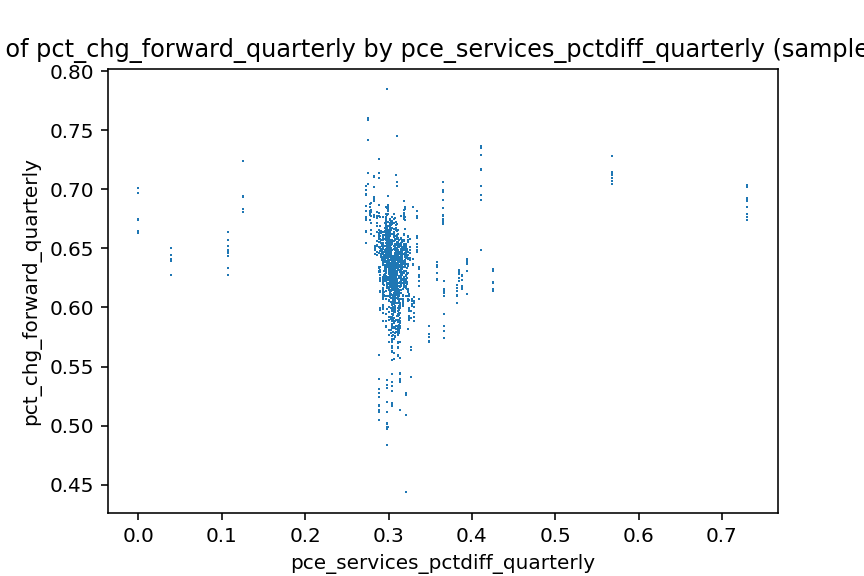 of pct_chg_forward_quarterly by pce_services_pctdiff_quarterly (sample
0.80
0.75
0.70
0.65
0.60
0.55
0.50
0.45
pct_chg_forward_quarterly
0.0 0.1 0.2 0.3 0.4 0.5 0.6 0.7
pce_services_pctdiff_quarterly